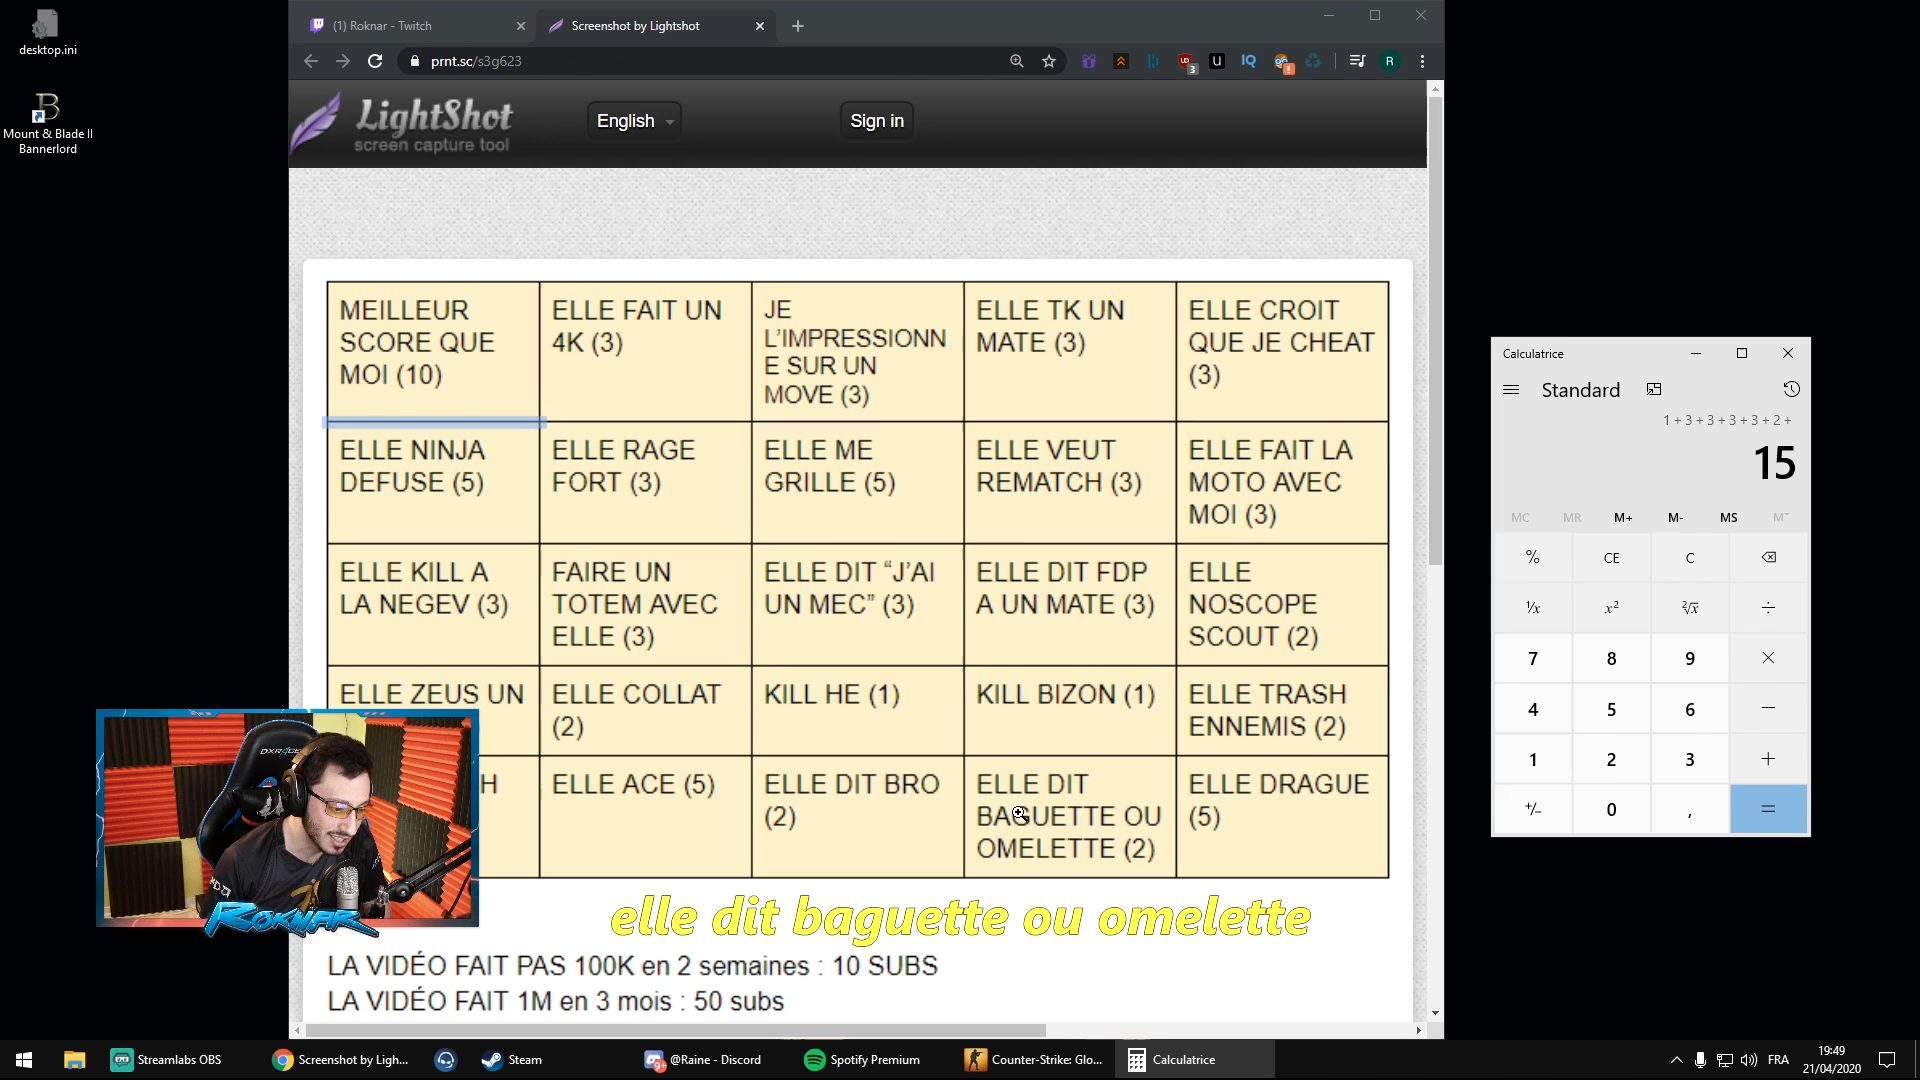 desktop.ini
Mount & Blade II
Bannerlord
(1) Roknar - Twitch
Screenshot by Lightshot
prnt.sc/s3g623
3
U
IQ
R
LightShot
screen capture tool
English
Sign in
MEILLEUR
SCORE QUE
MOI (10)
ELLE FAIT UN
4K (3)
JE
L'IMPRESSIONN
E SUR UN
MOVE (3)
ELLE TK UN
MATE (3)
ELLE CROIT
QUE JE CHEAT
(3)
ELLE NINJA
DEFUSE (5)
ELLE RAGE
FORT (3)
ELLE ME
GRILLE (5)
ELLE VEUT
REMATCH (3)
ELLE FAIT LA
MOTO AVEC
MOI (3)
ELLE KILL A
LA NEGEV (3)
FAIRE UN
TOTEM AVEC
ELLE (3)
ELLE DIT “J'AI
UN MEC” (3)
ELLE DIT FDP
A UN MATE (3)
ELLE
NOSCOPE
SCOUT (2)
ELLE ZEUS UN
ELLE COLLAT
(2)
KILL HE (1)
KILL BIZON (1)
ELLE TRASH
ENNEMIS (2)
H
ELLE ACE (5)
ELLE DIT BRO
(2)
ELLE DIT
BAGUETTE OU
OMELETTE (2)
ELLE DRAGUE
(5)
DXRACER
ROKNAR
elle dit baguette ou omelette
LA VIDÉO FAIT PAS 100K en 2 semaines : 10 SUBS
LA VIDÉO FAIT 1M en 3 mois : 50 subs
Calculatrice
Standard
1 + 3 + 3 + 3 + 3 + 2 +
15
MC MR M+ M- MS M˅
% CE C
¹/x x² ²√x ÷
7 8 9 ×
4 5 6 −
1 2 3 +
+/− 0 , =
Streamlabs OBS
Screenshot by Ligh...
Steam
9+
@Raine - Discord
Spotify Premium
Counter-Strike: Glo...
Calculatrice
FRA
19:49
21/04/2020